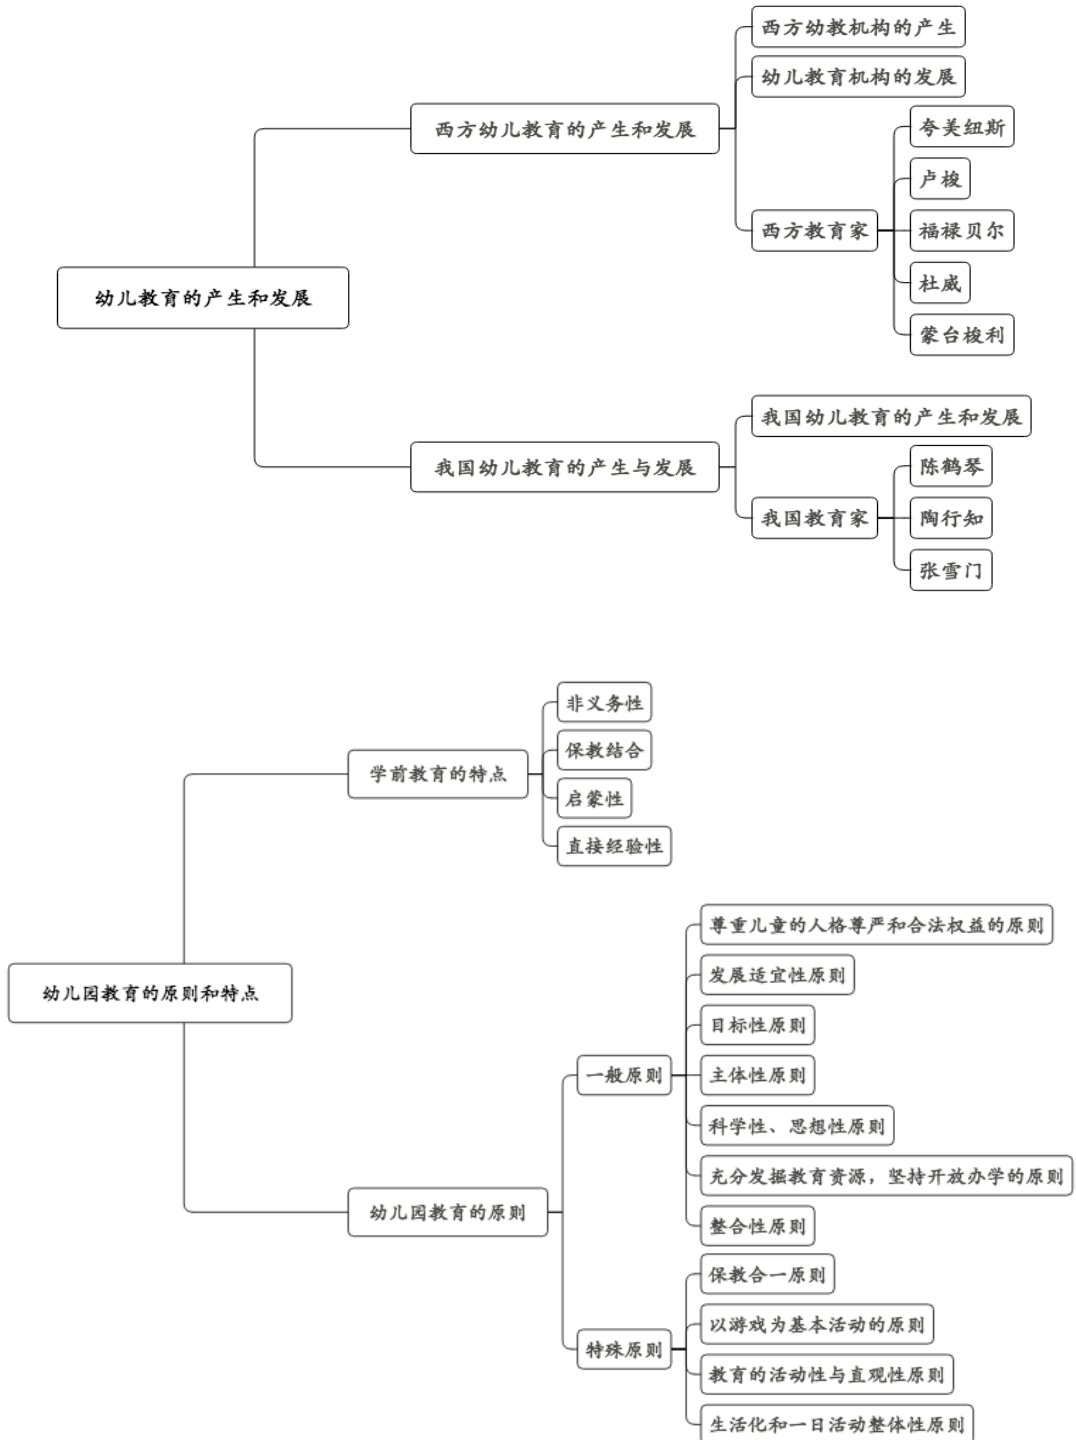 西方幼教机构的产生
幼儿教育机构的发展
西方幼儿教育的产生和发展
夸美纽斯
卢梭
西方教育家
福禄贝尔
杜威
幼儿教育的产生和发展
蒙台梭利
我国幼儿教育的产生和发展
我国幼儿教育的产生与发展
陈鹤琴
我国教育家
陶行知
张雪门
非义务性
保教结合
学前教育的特点
启蒙性
直接经验性
尊重儿童的人格尊严和合法权益的原则
发展适宜性原则
幼儿园教育的原则和特点
目标性原则
一般原则
主体性原则
科学性、思想性原则
充分发掘教育资源，坚持开放办学的原则
幼儿园教育的原则
整合性原则
保教合一原则
以游戏为基本活动的原则
特殊原则
教育的活动性与直观性原则
生活化和一日活动整体性原则